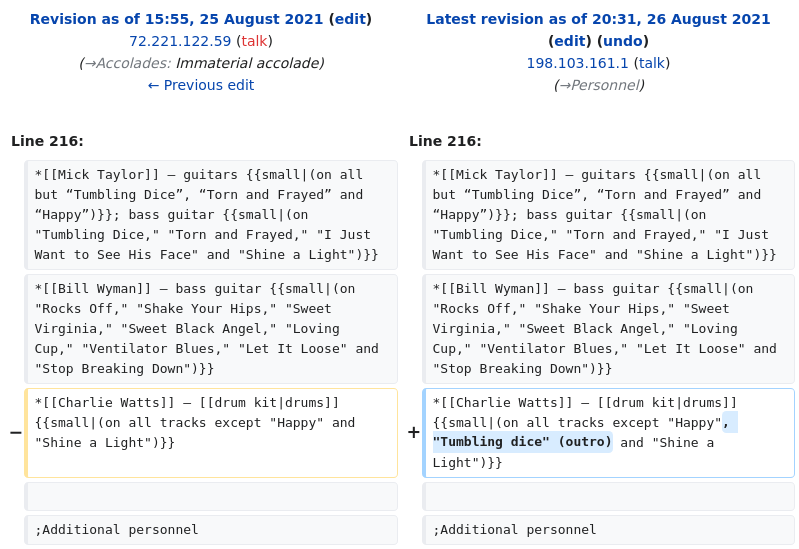 Revision as of 15:55, 25 August 2021 (edit)
72.221.122.59 (talk)
(→Accolades: Immaterial accolade)
← Previous edit
Latest revision as of 20:31, 26 August 2021
(edit) (undo)
198.103.161.1 (talk)
(→Personnel)
Line 216:
*[[Mick Taylor]] – guitars {{small|(on all
but “Tumbling Dice”, “Torn and Frayed” and
“Happy”)}}; bass guitar {{small|(on
"Tumbling Dice," "Torn and Frayed," "I Just
Want to See His Face" and "Shine a Light")}}
*[[Bill Wyman]] – bass guitar {{small|(on
"Rocks Off," "Shake Your Hips," "Sweet
Virginia," "Sweet Black Angel," "Loving
Cup," "Ventilator Blues," "Let It Loose" and
"Stop Breaking Down")}}
− *[[Charlie Watts]] – [[drum kit|drums]]
{{small|(on all tracks except "Happy" and
"Shine a Light")}}
;Additional personnel
Line 216:
*[[Mick Taylor]] – guitars {{small|(on all
but “Tumbling Dice”, “Torn and Frayed” and
“Happy”)}}; bass guitar {{small|(on
"Tumbling Dice," "Torn and Frayed," "I Just
Want to See His Face" and "Shine a Light")}}
*[[Bill Wyman]] – bass guitar {{small|(on
"Rocks Off," "Shake Your Hips," "Sweet
Virginia," "Sweet Black Angel," "Loving
Cup," "Ventilator Blues," "Let It Loose" and
"Stop Breaking Down")}}
+ *[[Charlie Watts]] – [[drum kit|drums]]
{{small|(on all tracks except "Happy",
"Tumbling dice" (outro) and "Shine a
Light")}}
;Additional personnel